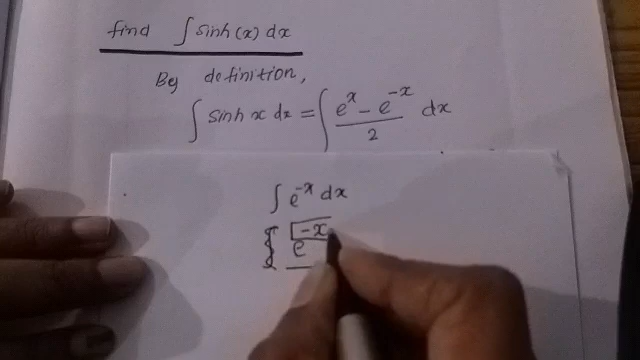 find ∫ sinh(x) dx
By definition,
∫ sinh x dx = ∫ e^x - e^-x / 2 dx
∫ e^-x dx
e^-x